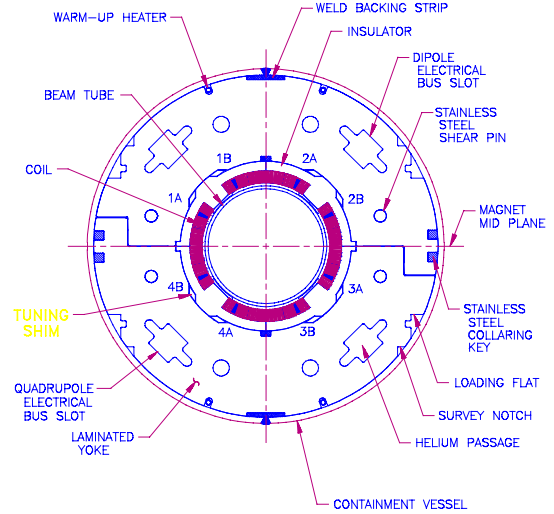 WELD BACKING STRIP
WARM-UP HEATER
INSULATOR
DIPOLE
ELECTRICAL
BUS SLOT
BEAM TUBE
STAINLESS
STEEL
SHEAR PIN
1B
2A
COIL
1A
2B
MAGNET
MID PLANE
4B
3A
TUNING
SHIM
STAINLESS
STEEL
COLLARING
KEY
4A
3B
QUADRUPOLE
ELECTRICAL
BUS SLOT
LOADING FLAT
SURVEY NOTCH
LAMINATED
YOKE
HELIUM PASSAGE
CONTAINMENT VESSEL